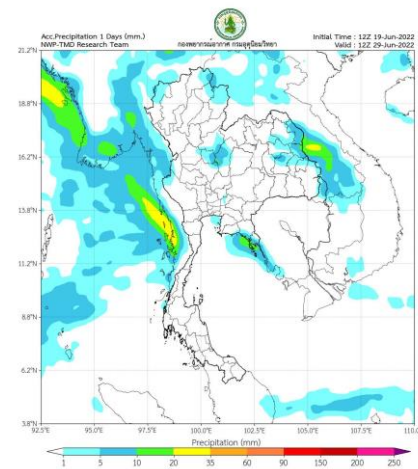 Acc.Precipitation 1 Days (mm.)
NWP-TMD Research Team
กองพยากรณ์อากาศ กรมอุตุนิยมวิทยา
Initial Time : 12Z 19-Jun-2022
Valid : 12Z 29-Jun-2022
21.2°N
18.8°N
16.2°N
13.8°N
11.2°N
8.8°N
6.2°N
3.8°N
92.5°E 95.0°E 97.5°E 100.0°E 102.5°E 105.0°E 107.5°E 110.0
Precipitation (mm)
1 5 10 20 35 60 90 150 200 250